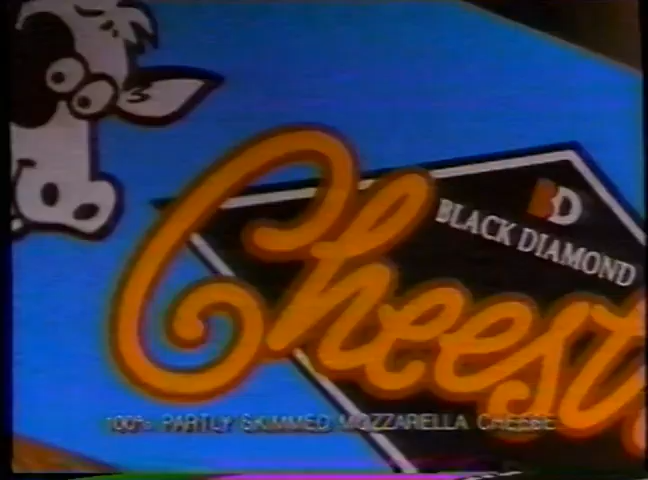 BD
BLACK DIAMOND
Cheest
100% PARTLY SKIMMED MOZZARELLA CHEESE